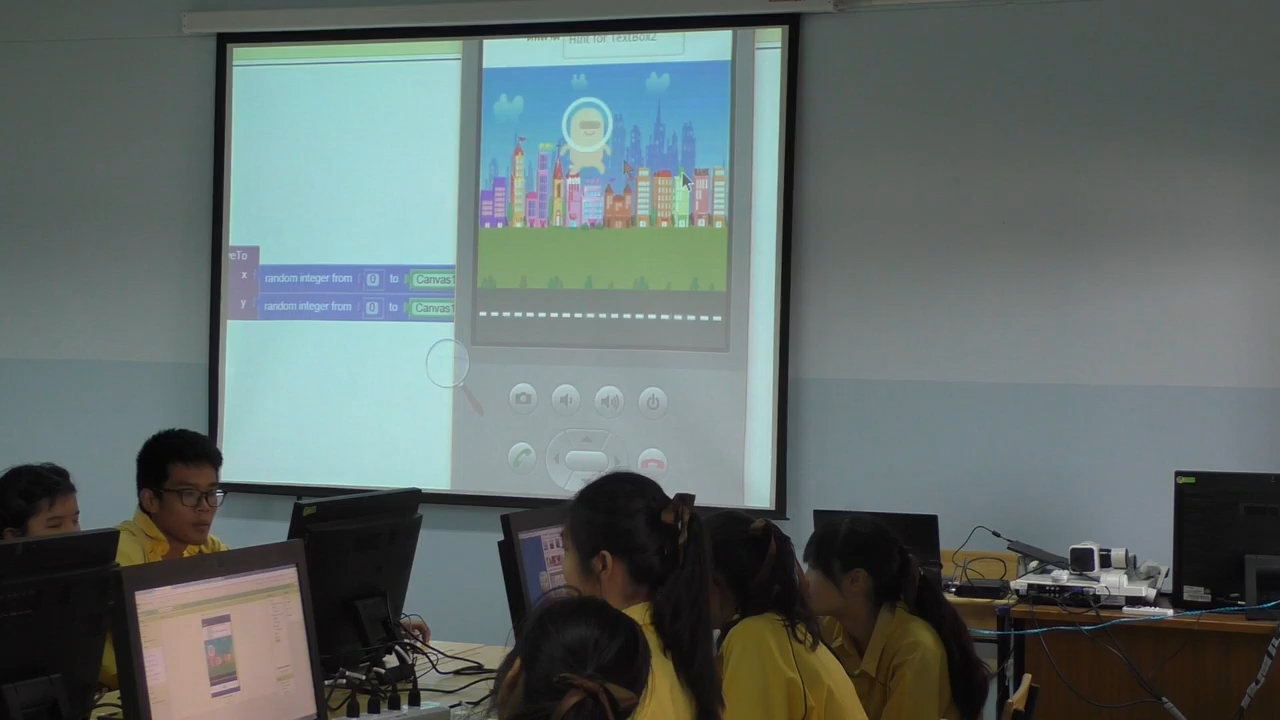 Hint for TextBox2
eTo
x random integer from 0 to Canvas1
y random integer from 0 to Canvas1